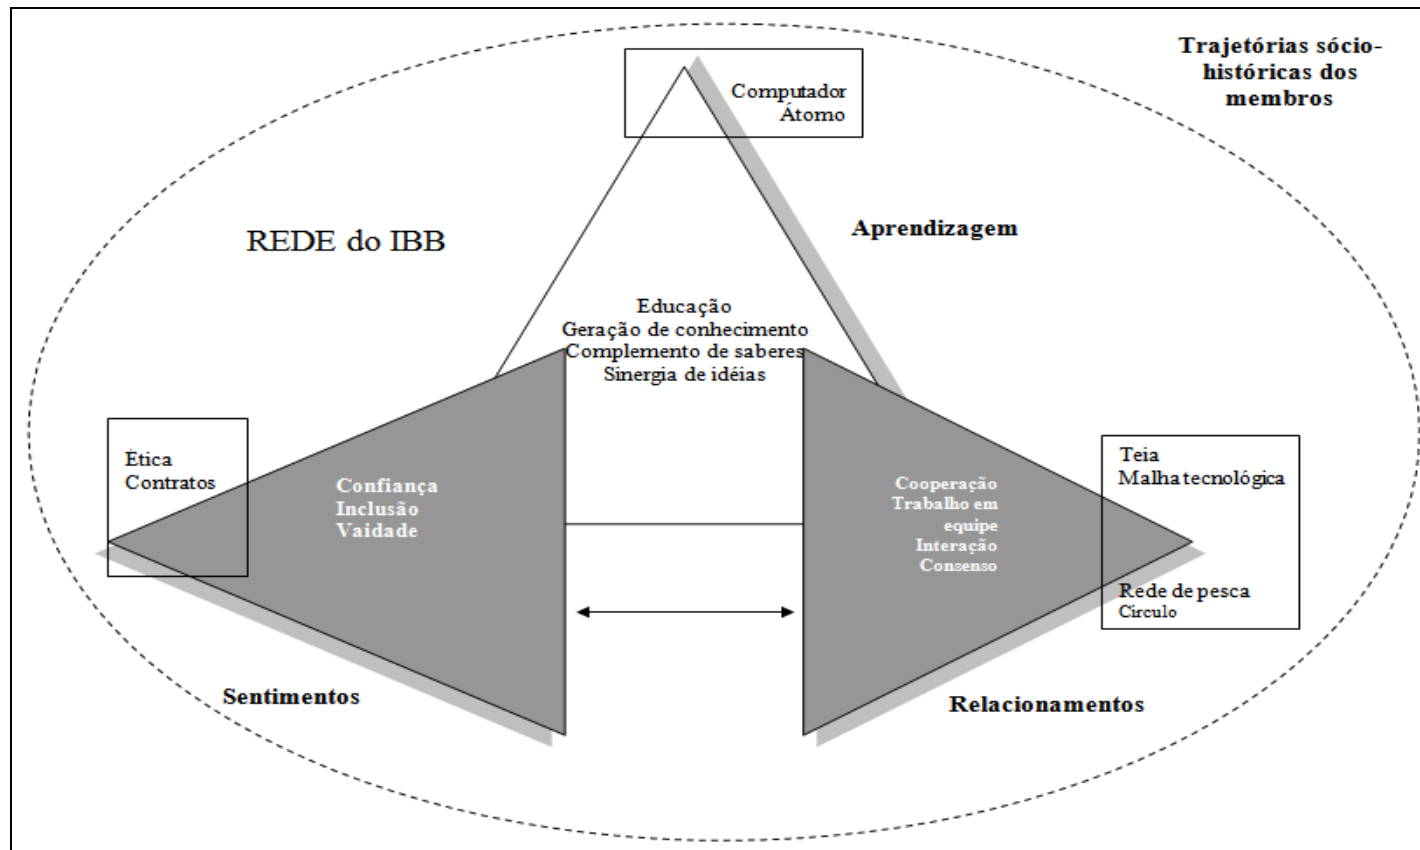 Trajetórias sócio-
históricas dos
membros
Computador
Átomo
REDE do IBB
Aprendizagem
Educação
Geração de conhecimento
Complemento de saberes
Sinergia de idéias
Ética
Contratos
Confiança
Inclusão
Vaidade
Cooperação
Trabalho em
equipe
Interação
Consenso
Teia
Malha tecnológica
Rede de pesca
Círculo
Sentimentos
Relacionamentos